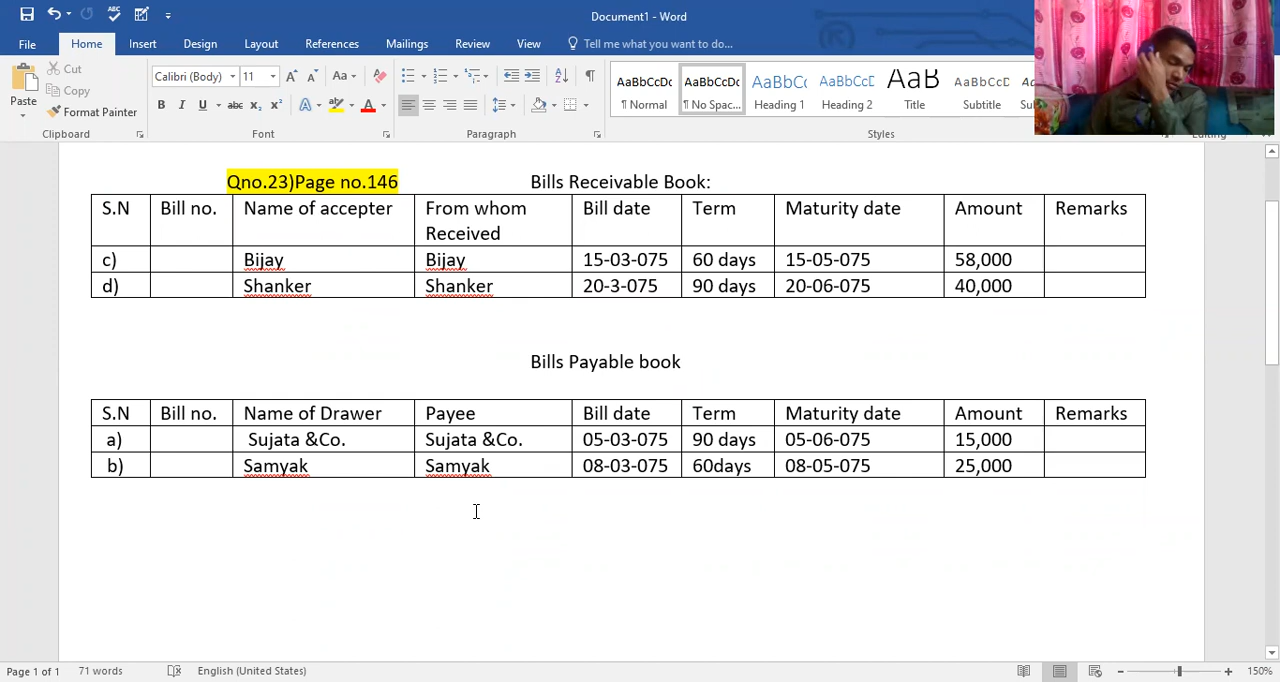 Document1 - Word
File Home Insert Design Layout References Mailings Review View Tell me what you want to do...
Cut
Copy
Format Painter
Paste
Calibri (Body) 11
AaBbCcDc AaBbCcDc AaBbCc AaBbCcC AaB AaBbCcD
¶ Normal ¶ No Spac... Heading 1 Heading 2 Title Subtitle
Clipboard Font Paragraph Styles Editing
Qno.23)Page no.146 Bills Receivable Book:
S.N Bill no. Name of accepter From whom Received Bill date Term Maturity date Amount Remarks
c) Bijay Bijay 15-03-075 60 days 15-05-075 58,000
d) Shanker Shanker 20-3-075 90 days 20-06-075 40,000
Bills Payable book
S.N Bill no. Name of Drawer Payee Bill date Term Maturity date Amount Remarks
a) Sujata &Co. Sujata &Co. 05-03-075 90 days 05-06-075 15,000
b) Samyak Samyak 08-03-075 60days 08-05-075 25,000
Page 1 of 1 71 words English (United States) 150%